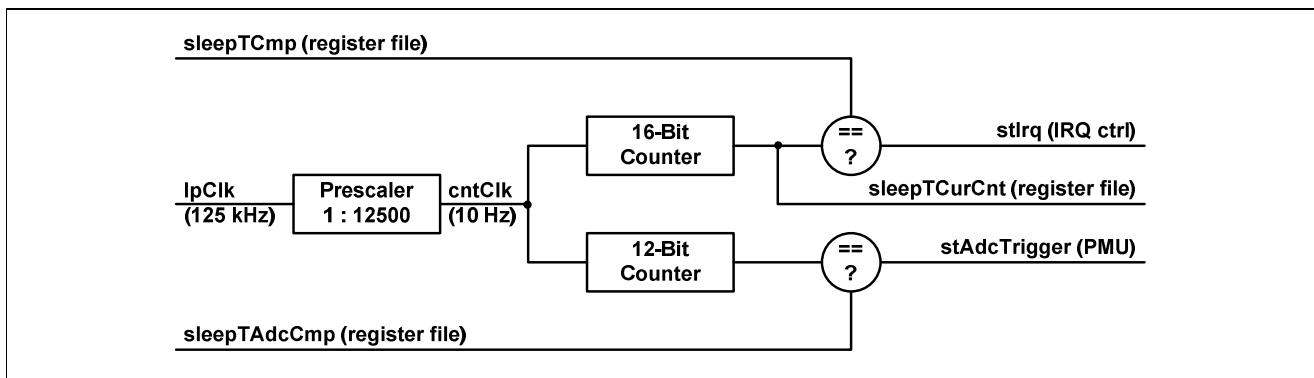 sleepTCmp (register file)
16-Bit
Counter
==
?
stIrq (IRQ ctrl)
sleepTCurCnt (register file)
lpClk
(125 kHz)
Prescaler
1 : 12500
cntClk
(10 Hz)
12-Bit
Counter
==
?
stAdcTrigger (PMU)
sleepTAdcCmp (register file)